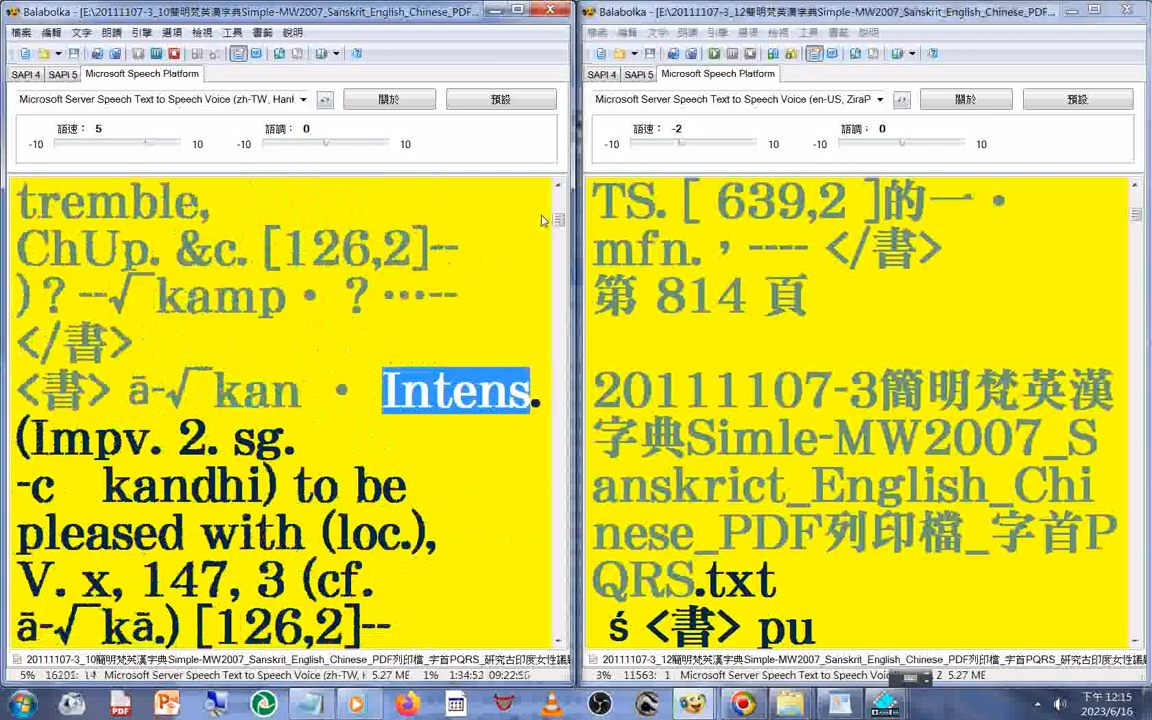 Balabolka - [E:\20111107-3_10簡明梵英漢字典Simple-MW2007_Sanskrit_English_Chinese_PDF...
檔案 編輯 文字 朗讀 引擎 選項 檢視 工具 書籤 說明
SAPI 4 SAPI 5 Microsoft Speech Platform
Microsoft Server Speech Text to Speech Voice (zh-TW, Hanl
關於 預設
語速： 5 語調： 0
-10 10 -10 10
tremble,
ChUp. &c. [126,2]--
)？--√kamp・ ？…--
</書>
<書> ā-√kan ・ Intens.
(Impv. 2. sg.
-c kandhi) to be
pleased with (loc.),
V. x, 147, 3 (cf.
ā-√kā.) [126,2]--
20111107-3_10簡明梵英漢字典Simple-MW2007_Sanskrit_English_Chinese_PDF列印檔_字首PQRS_研究古印度女性議
5% 16201: 14 Microsoft Server Speech Text to Speech Voice (zh-TW, H 5.27 MB 1% 1:34:53 09:22:56
Balabolka - [E:\20111107-3_12簡明梵英漢字典Simple-MW2007_Sanskrit_English_Chinese_PDF...
檔案 編輯 文字 朗讀 引擎 選項 檢視 工具 書籤 說明
SAPI 4 SAPI 5 Microsoft Speech Platform
Microsoft Server Speech Text to Speech Voice (en-US, ZiraP
關於 預設
語速： -2 語調： 0
-10 10 -10 10
TS. [ 639,2 ]的一・
mfn.，---- </書>
第 814 頁
20111107-3簡明梵英漢
字典Simle-MW2007_S
anskrict_English_Chi
nese_PDF列印檔_字首P
QRS.txt
ś <書> pu
20111107-3_12簡明梵英漢字典Simple-MW2007_Sanskrit_English_Chinese_PDF列印檔_字首PQRS_研究古印度女性議
3% 11563: 1 Microsoft Server Speech Text to Speech Voice 5.27 MB
下午 12:15
2023/6/16